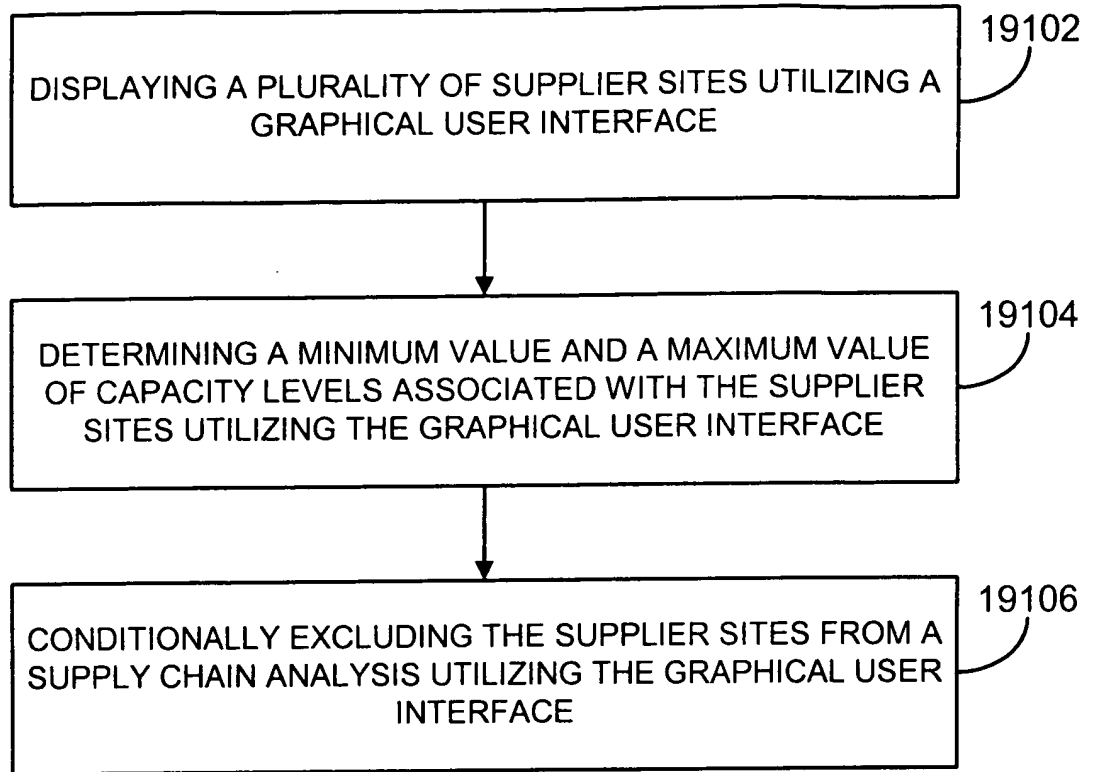 19102
DISPLAYING A PLURALITY OF SUPPLIER SITES UTILIZING A
GRAPHICAL USER INTERFACE
19104
DETERMINING A MINIMUM VALUE AND A MAXIMUM VALUE
OF CAPACITY LEVELS ASSOCIATED WITH THE SUPPLIER
SITES UTILIZING THE GRAPHICAL USER INTERFACE
19106
CONDITIONALLY EXCLUDING THE SUPPLIER SITES FROM A
SUPPLY CHAIN ANALYSIS UTILIZING THE GRAPHICAL USER
INTERFACE